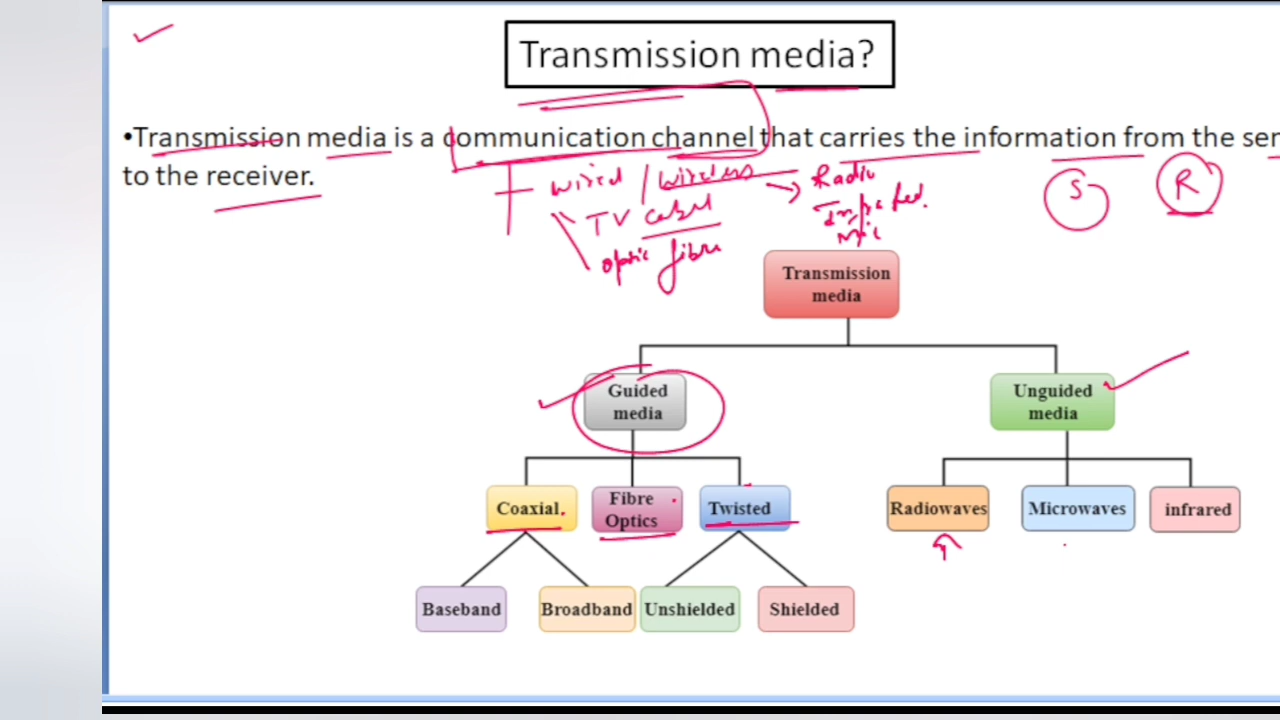 Transmission media?
•Transmission media is a communication channel that carries the information from the sen
to the receiver.
wired / wireless → Radio
TV cabel
optic fibre
S R
Transmission
media
Guided
media
Unguided
media
Coaxial Fibre
Optics Twisted Radiowaves Microwaves infrared
Baseband Broadband Unshielded Shielded